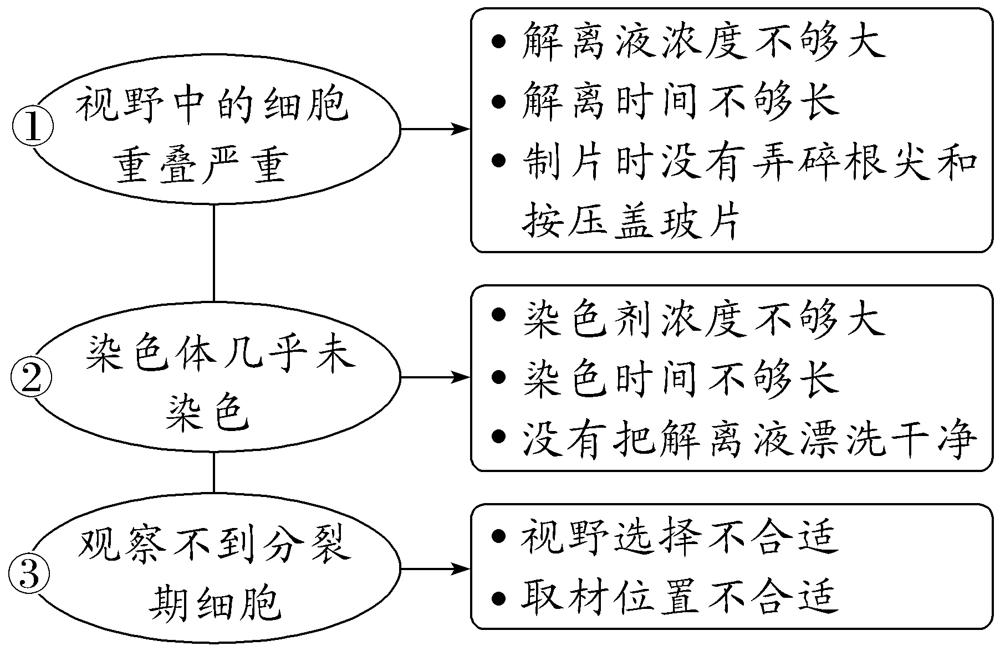 ①
视野中的细胞
重叠严重
• 解离液浓度不够大
• 解离时间不够长
• 制片时没有弄碎根尖和
按压盖玻片
②
染色体几乎未
染色
• 染色剂浓度不够大
• 染色时间不够长
• 没有把解离液漂洗干净
③
观察不到分裂
期细胞
• 视野选择不合适
• 取材位置不合适